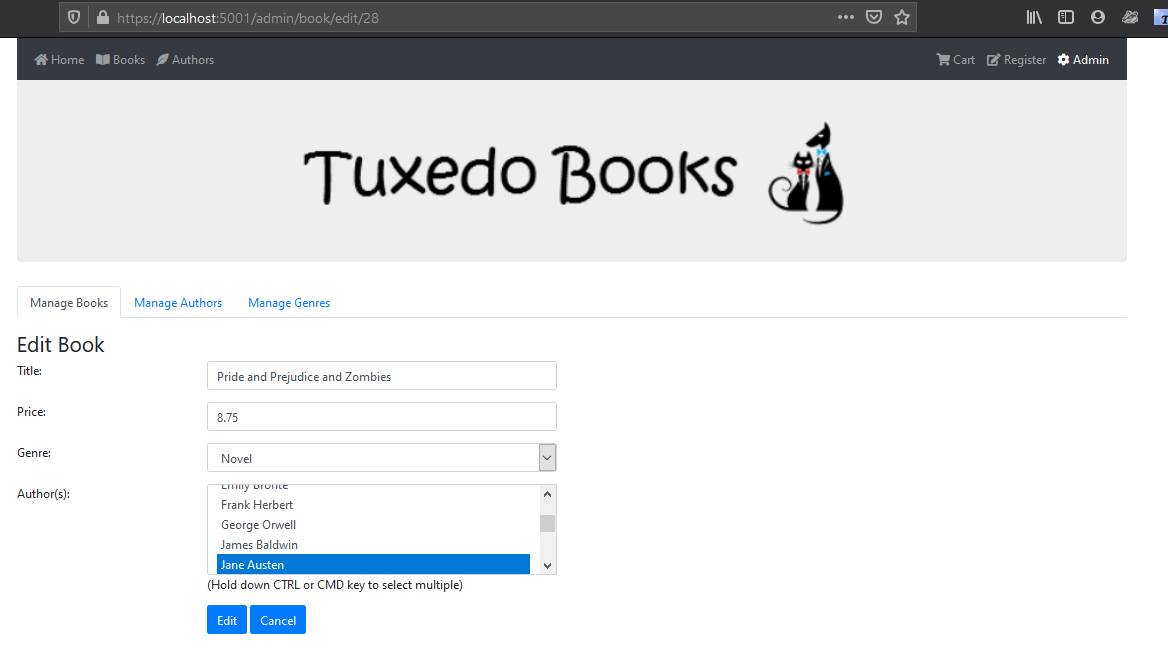 https://localhost:5001/admin/book/edit/28
Home Books Authors Cart Register Admin
Tuxedo Books
Manage Books Manage Authors Manage Genres
Edit Book
Title: Pride and Prejudice and Zombies
Price: 8.75
Genre: Novel
Author(s): Emily Bronte
Frank Herbert
George Orwell
James Baldwin
Jane Austen
(Hold down CTRL or CMD key to select multiple)
Edit Cancel